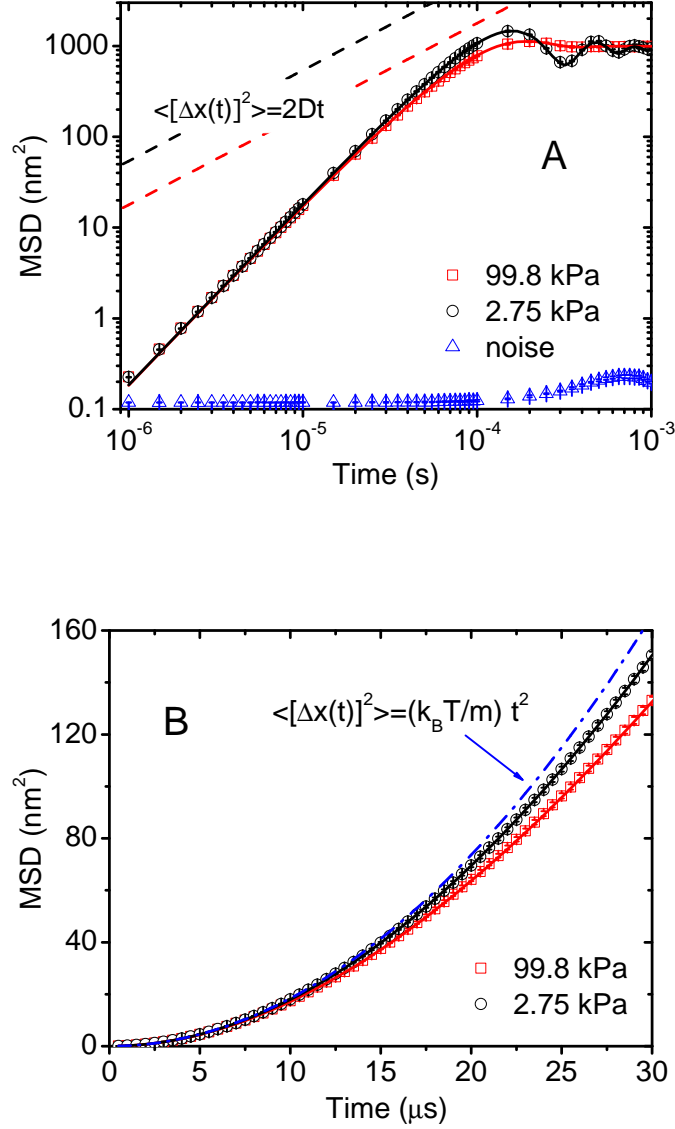 1000
100
10
1
0.1
MSD (nm²)
<[Δx(t)]²>=2Dt
A
99.8 kPa
2.75 kPa
noise
10⁻⁶ 10⁻⁵ 10⁻⁴ 10⁻³
Time (s)
160
120
80
40
0
MSD (nm²)
<[Δx(t)]²>=(k_BT/m) t²
B
99.8 kPa
2.75 kPa
0 5 10 15 20 25 30
Time (μs)